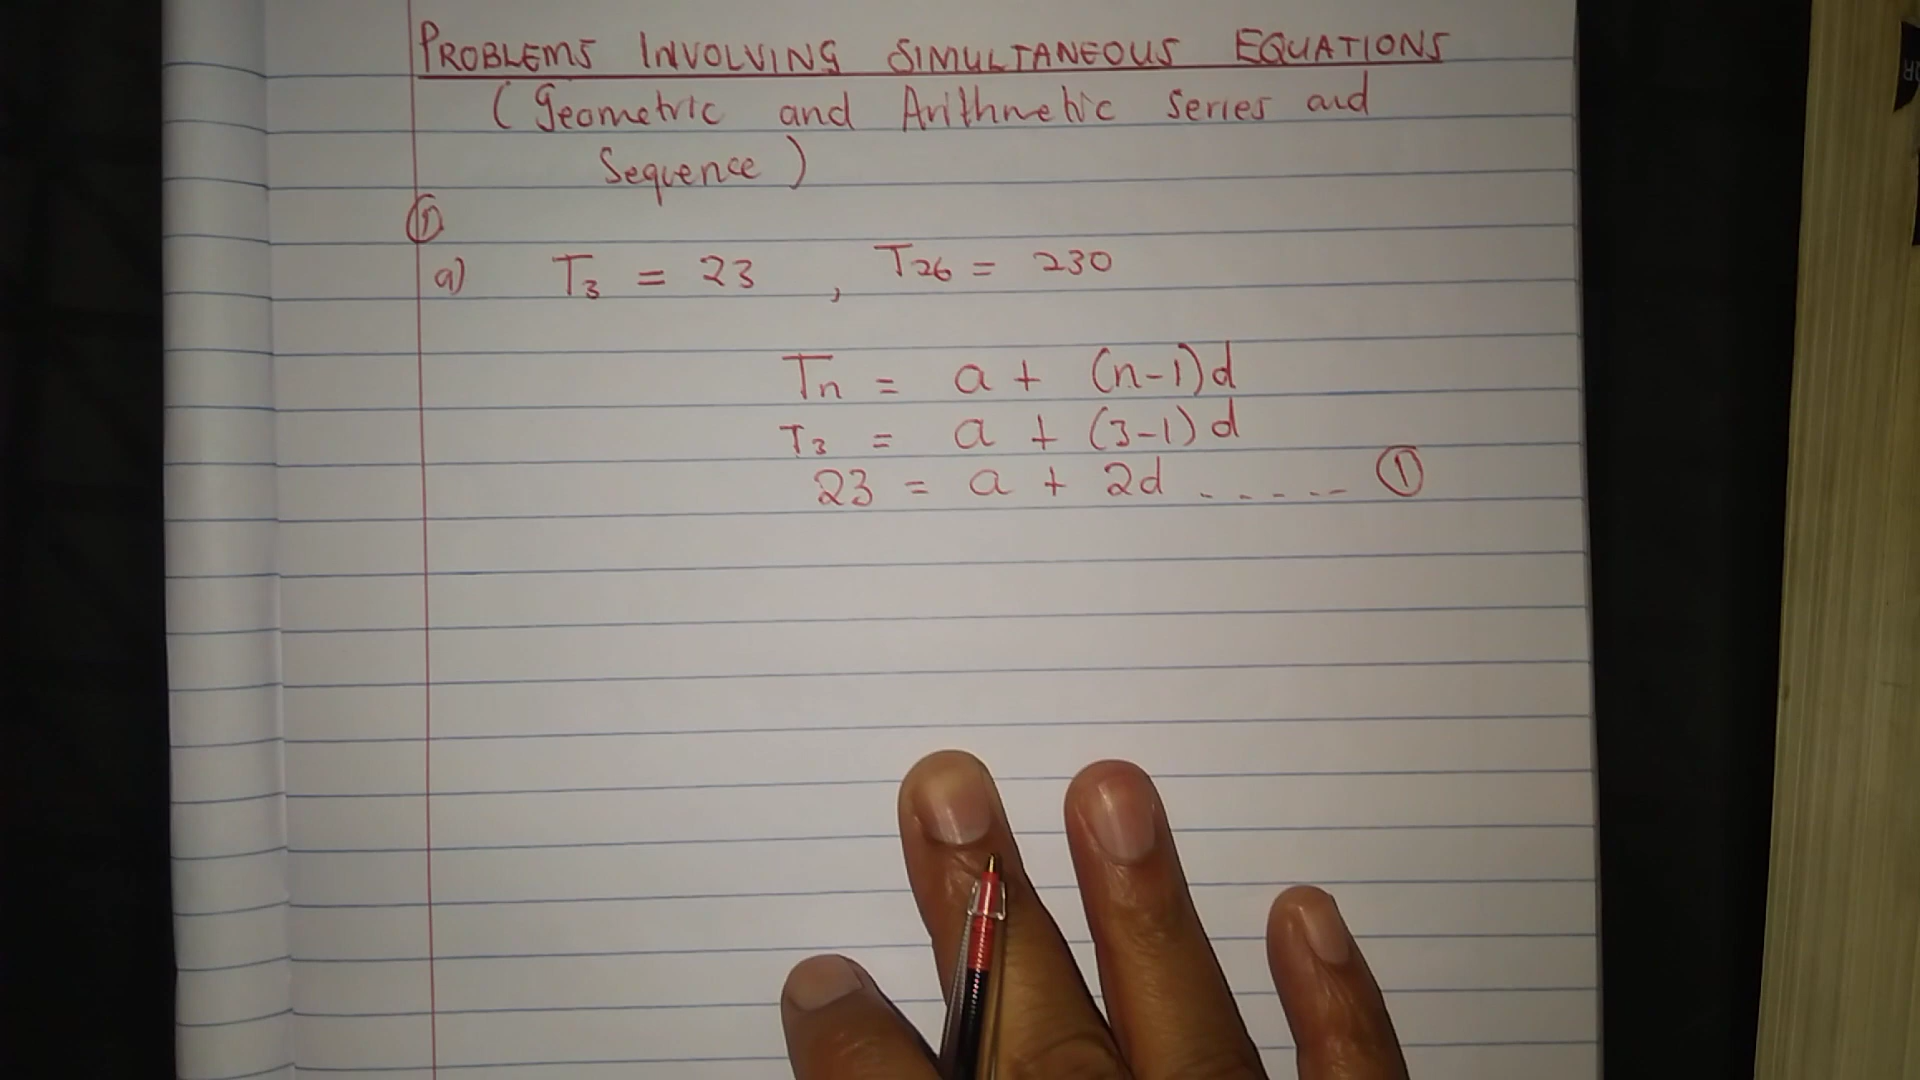 PROBLEMS INVOLVING SIMULTANEOUS EQUATIONS
(Geometric and Arithmetic Series and
Sequence)
①
a) T₃ = 23 , T₂₆ = 230
Tn = a + (n-1)d
T₃ = a + (3-1)d
23 = a + 2d ----- ①